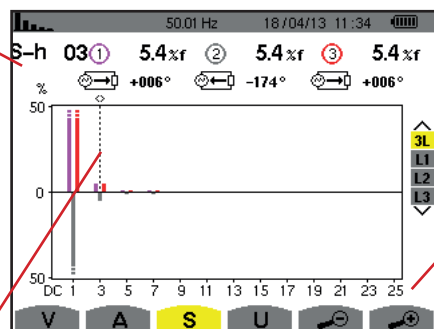 50.01 Hz 18/04/13 11:34
S-h 03 1 5.4%f 2 5.4%f 3 5.4%f
+006° -174° +006°
%
50
0
50
3L
L1
L2
L3
DC 1 3 5 7 9 11 13 15 17 19 21 23 25
V A S U